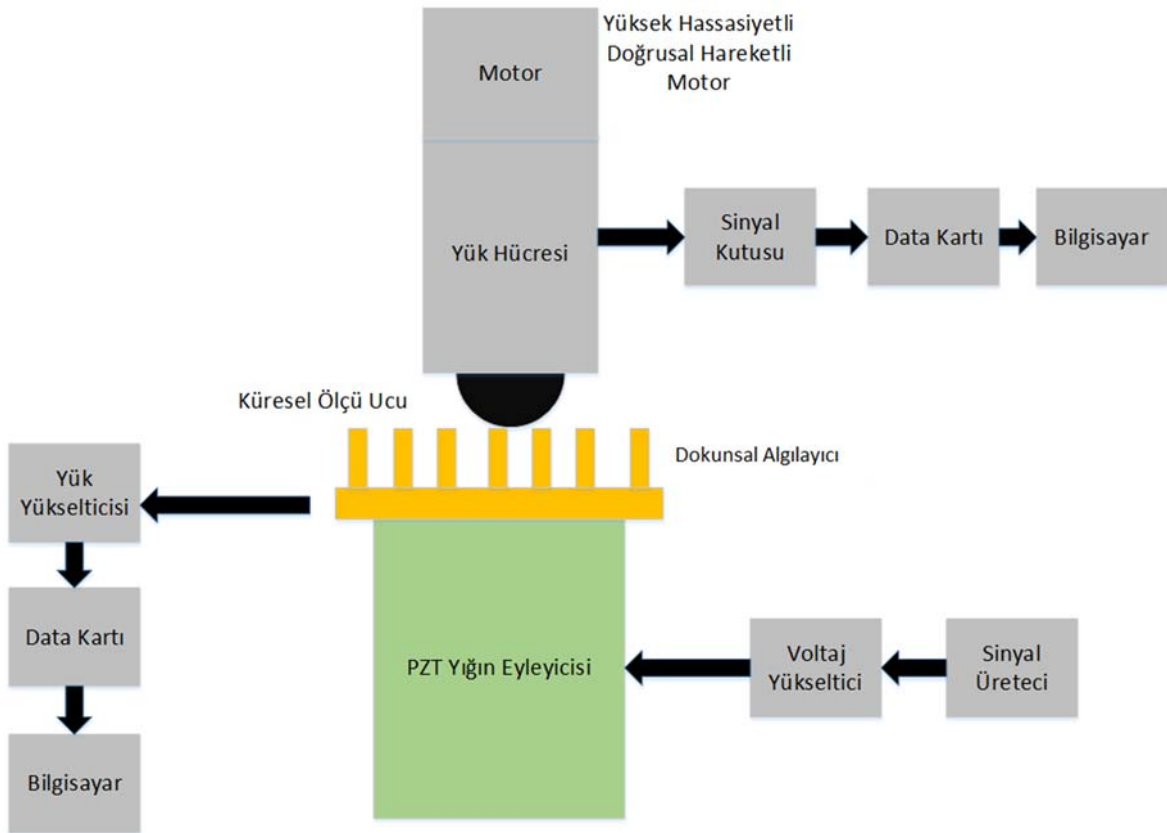 Yüksek Hassasiyetli
Doğrusal Hareketli
Motor
Motor
Yük Hücresi
Sinyal
Kutusu
Data Kartı
Bilgisayar
Küresel Ölçü Ucu
Dokunsal Algılayıcı
Yük
Yükselticisi
Data Kartı
Bilgisayar
PZT Yığın Eyleyicisi
Voltaj
Yükseltici
Sinyal
Üreteci